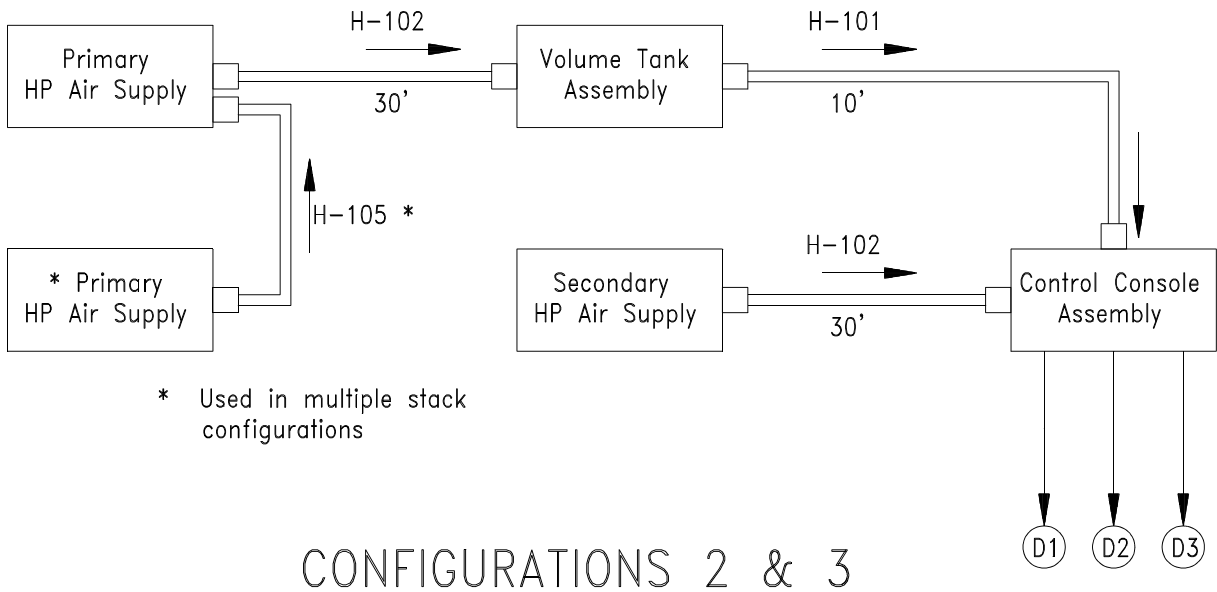 H-102
H-101
Primary
HP Air Supply
Volume Tank
Assembly
30'
10'
H-105 *
H-102
* Primary
HP Air Supply
Secondary
HP Air Supply
Control Console
Assembly
30'
* Used in multiple stack
configurations
D1
D2
D3
CONFIGURATIONS 2 & 3